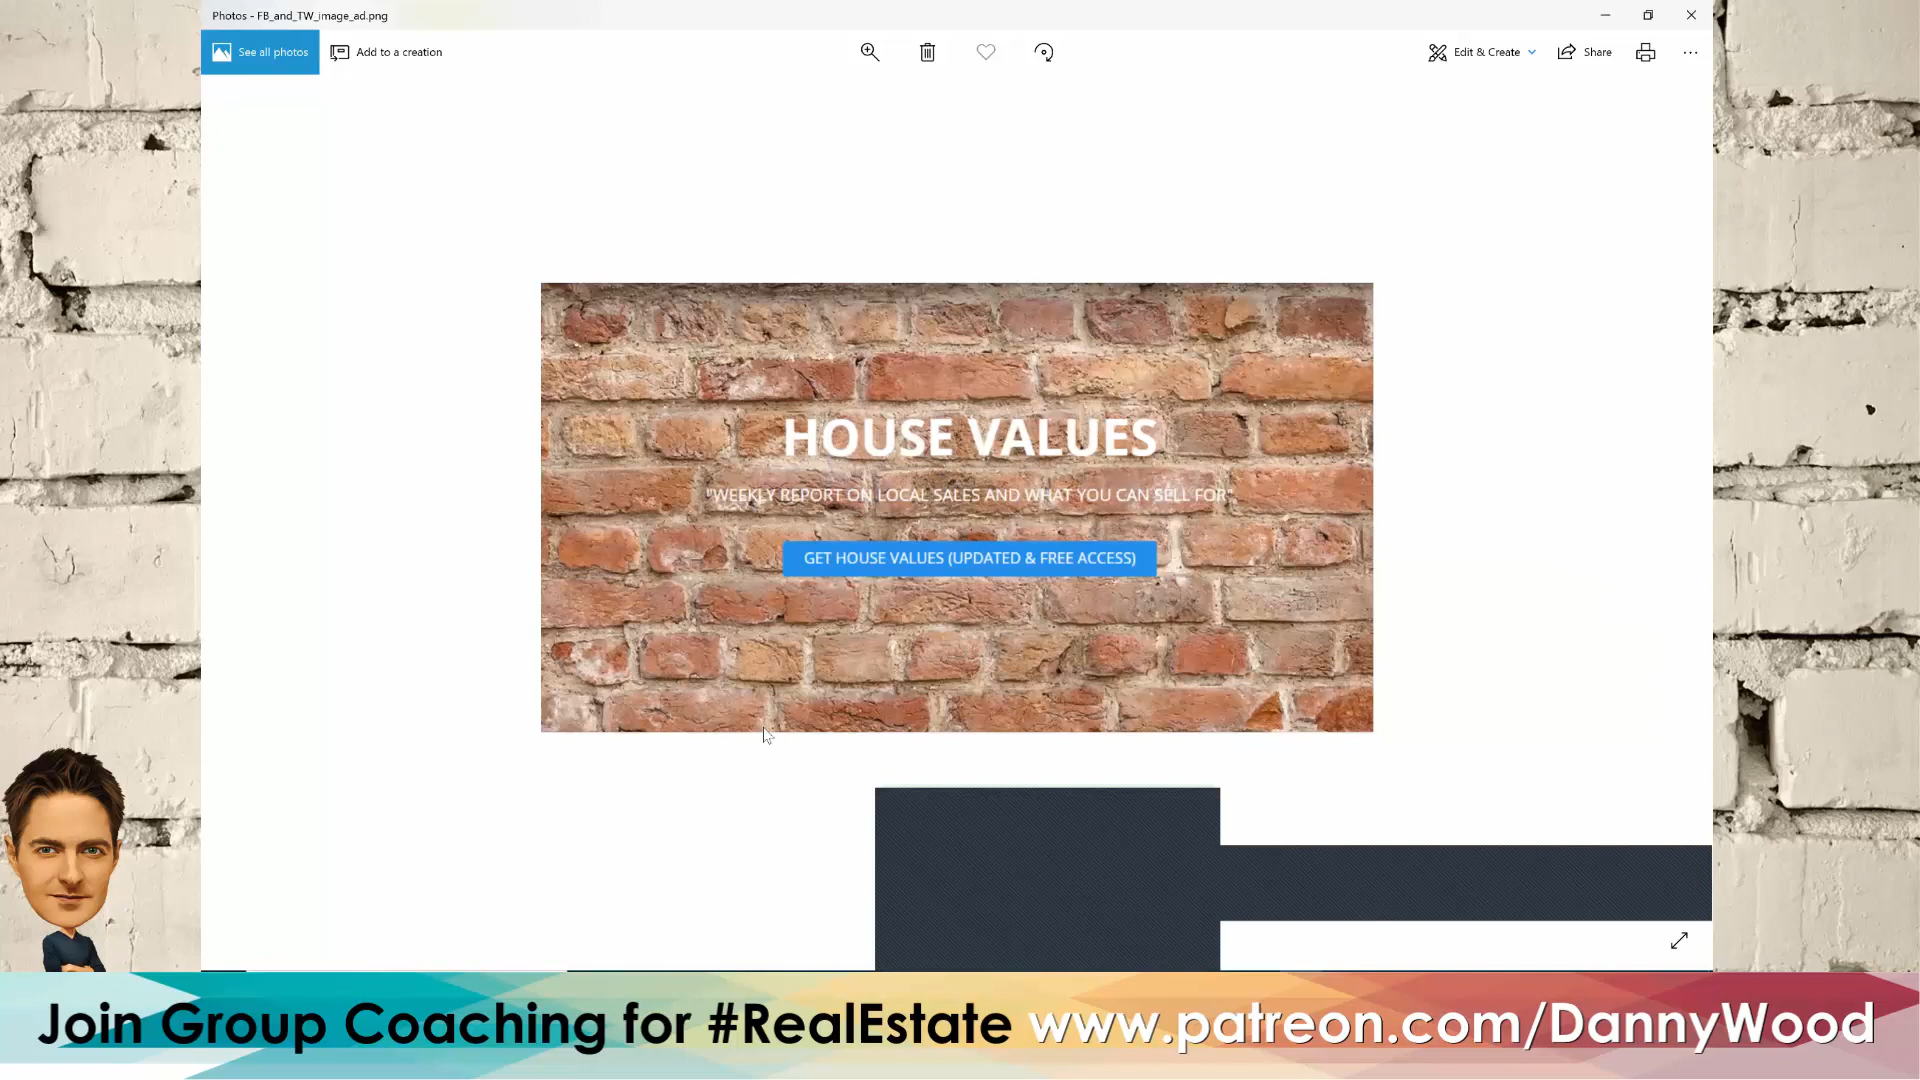 Photos - FB_and_TW_image_ad.png
See all photos
Add to a creation
Edit & Create
Share
HOUSE VALUES
"WEEKLY REPORT ON LOCAL SALES AND WHAT YOU CAN SELL FOR"
GET HOUSE VALUES (UPDATED & FREE ACCESS)
Join Group Coaching for #RealEstate www.patreon.com/DannyWood